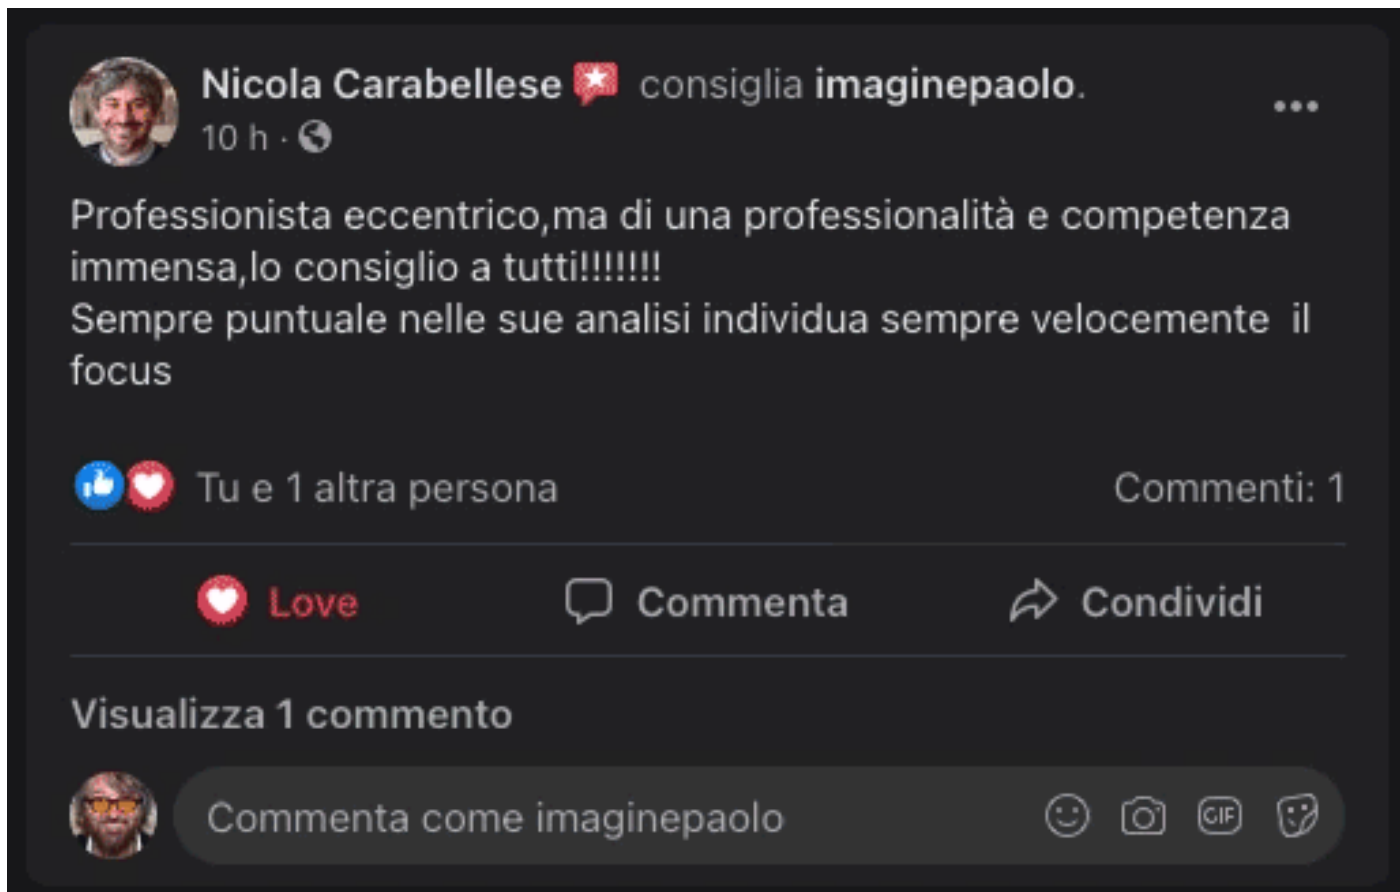 Nicola Carabellese consiglia imaginepaolo.
10 h ·
Professionista eccentrico,ma di una professionalità e competenza
immensa,lo consiglio a tutti!!!!!!!
Sempre puntuale nelle sue analisi individua sempre velocemente  il
focus
Tu e 1 altra persona
Commenti: 1
Love
Commenta
Condividi
Visualizza 1 commento
Commenta come imaginepaolo
GIF